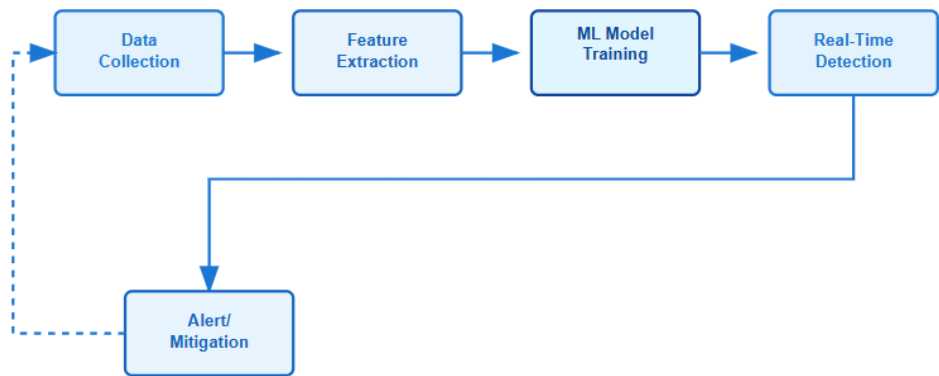 Data
Collection
Feature
Extraction
ML Model
Training
Real-Time
Detection
Alert/
Mitigation